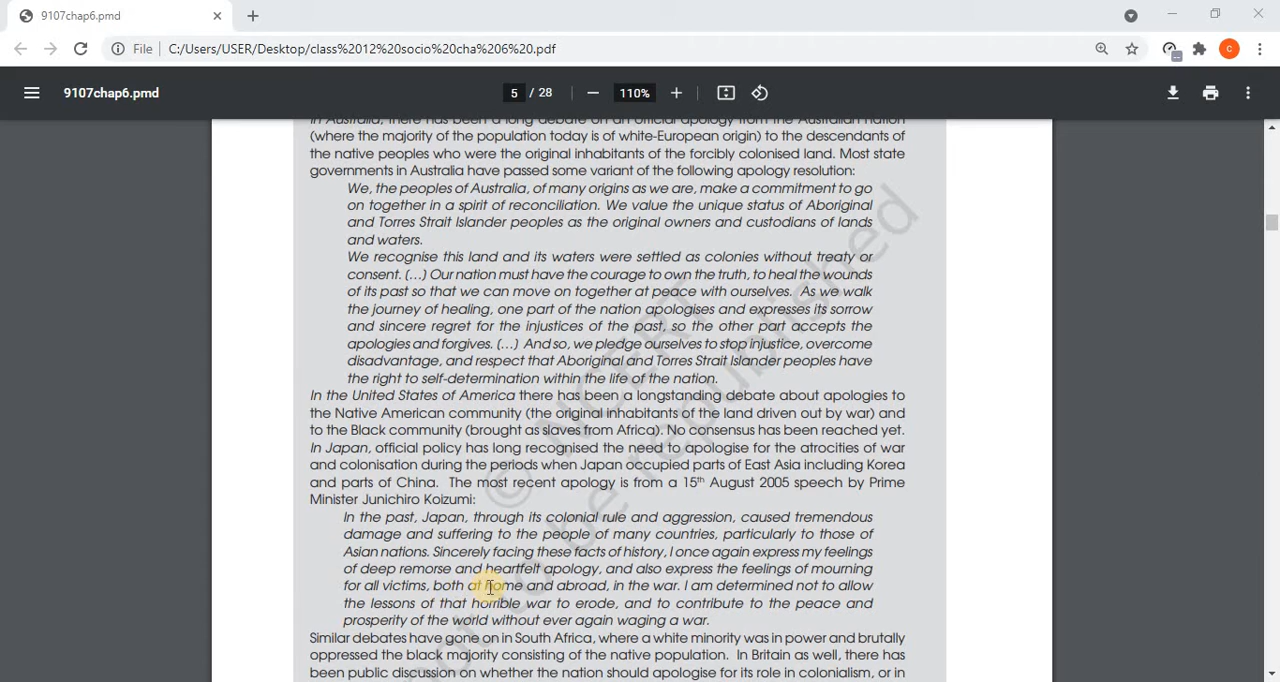 9107chap6.pmd
File C:/Users/USER/Desktop/class%2012%20socio%20cha%206%20.pdf
C
9107chap6.pmd
5 / 28
110%
In Australia, there has been a long debate on an official apology from the Australian nation
(where the majority of the population today is of white-European origin) to the descendants of
the native peoples who were the original inhabitants of the forcibly colonised land. Most state
governments in Australia have passed some variant of the following apology resolution:
We, the peoples of Australia, of many origins as we are, make a commitment to go
on together in a spirit of reconciliation. We value the unique status of Aboriginal
and Torres Strait Islander peoples as the original owners and custodians of lands
and waters.
We recognise this land and its waters were settled as colonies without treaty or
consent. (...) Our nation must have the courage to own the truth, to heal the wounds
of its past so that we can move on together at peace with ourselves. As we walk
the journey of healing, one part of the nation apologises and expresses its sorrow
and sincere regret for the injustices of the past, so the other part accepts the
apologies and forgives. (...) And so, we pledge ourselves to stop injustice, overcome
disadvantage, and respect that Aboriginal and Torres Strait Islander peoples have
the right to self-determination within the life of the nation.
In the United States of America there has been a longstanding debate about apologies to
the Native American community (the original inhabitants of the land driven out by war) and
to the Black community (brought as slaves from Africa). No consensus has been reached yet.
In Japan, official policy has long recognised the need to apologise for the atrocities of war
and colonisation during the periods when Japan occupied parts of East Asia including Korea
and parts of China. The most recent apology is from a 15th August 2005 speech by Prime
Minister Junichiro Koizumi:
In the past, Japan, through its colonial rule and aggression, caused tremendous
damage and suffering to the people of many countries, particularly to those of
Asian nations. Sincerely facing these facts of history, I once again express my feelings
of deep remorse and heartfelt apology, and also express the feelings of mourning
for all victims, both at home and abroad, in the war. I am determined not to allow
the lessons of that horrible war to erode, and to contribute to the peace and
prosperity of the world without ever again waging a war.
Similar debates have gone on in South Africa, where a white minority was in power and brutally
oppressed the black majority consisting of the native population. In Britain as well, there has
been public discussion on whether the nation should apologise for its role in colonialism, or in
© NCERT
not to be republished